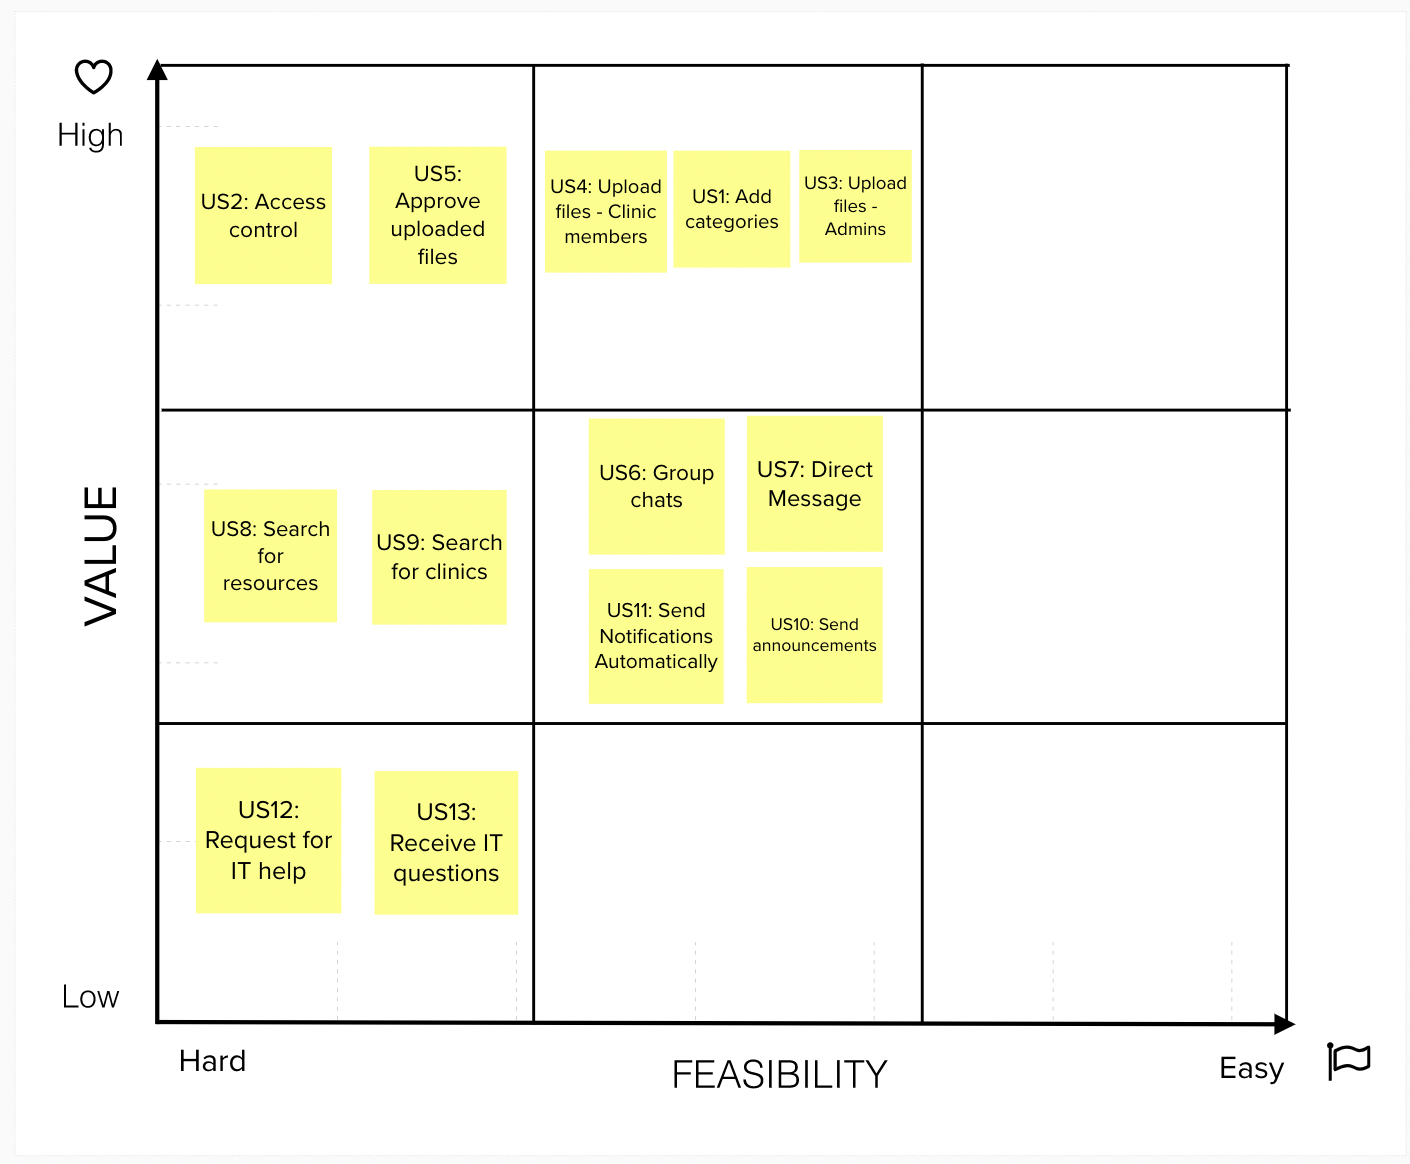 High
US2: Access
control
US5:
Approve
uploaded
files
US4: Upload
files - Clinic
members
US1: Add
categories
US3: Upload
files -
Admins
VALUE
US8: Search
for
resources
US9: Search
for clinics
US6: Group
chats
US7: Direct
Message
US11: Send
Notifications
Automatically
US10: Send
announcements
US12:
Request for
IT help
US13:
Receive IT
questions
Low
Hard
FEASIBILITY
Easy